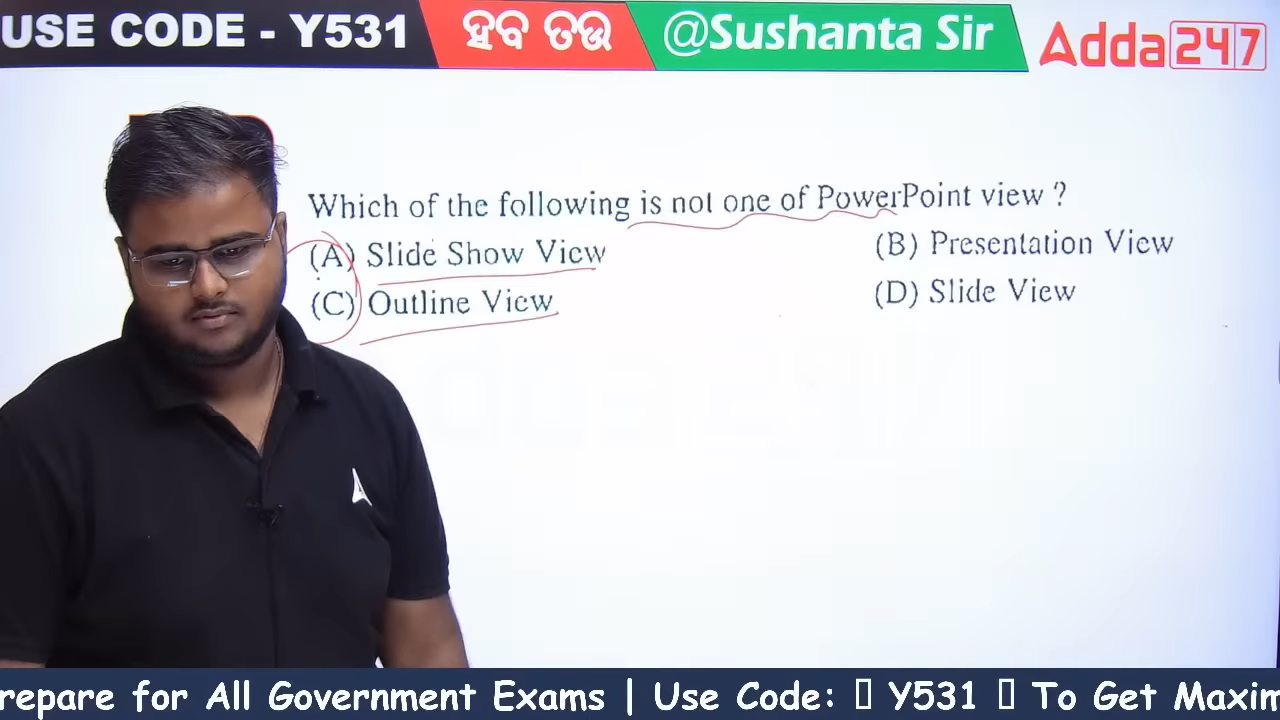 USE CODE - Y531 ହବ ତଉ @Sushanta Sir Adda247
Which of the following is not one of PowerPoint view ?
(A) Slide Show View (B) Presentation View
(C) Outline View (D) Slide View
repare for All Government Exams | Use Code: Y531 To Get Maxim